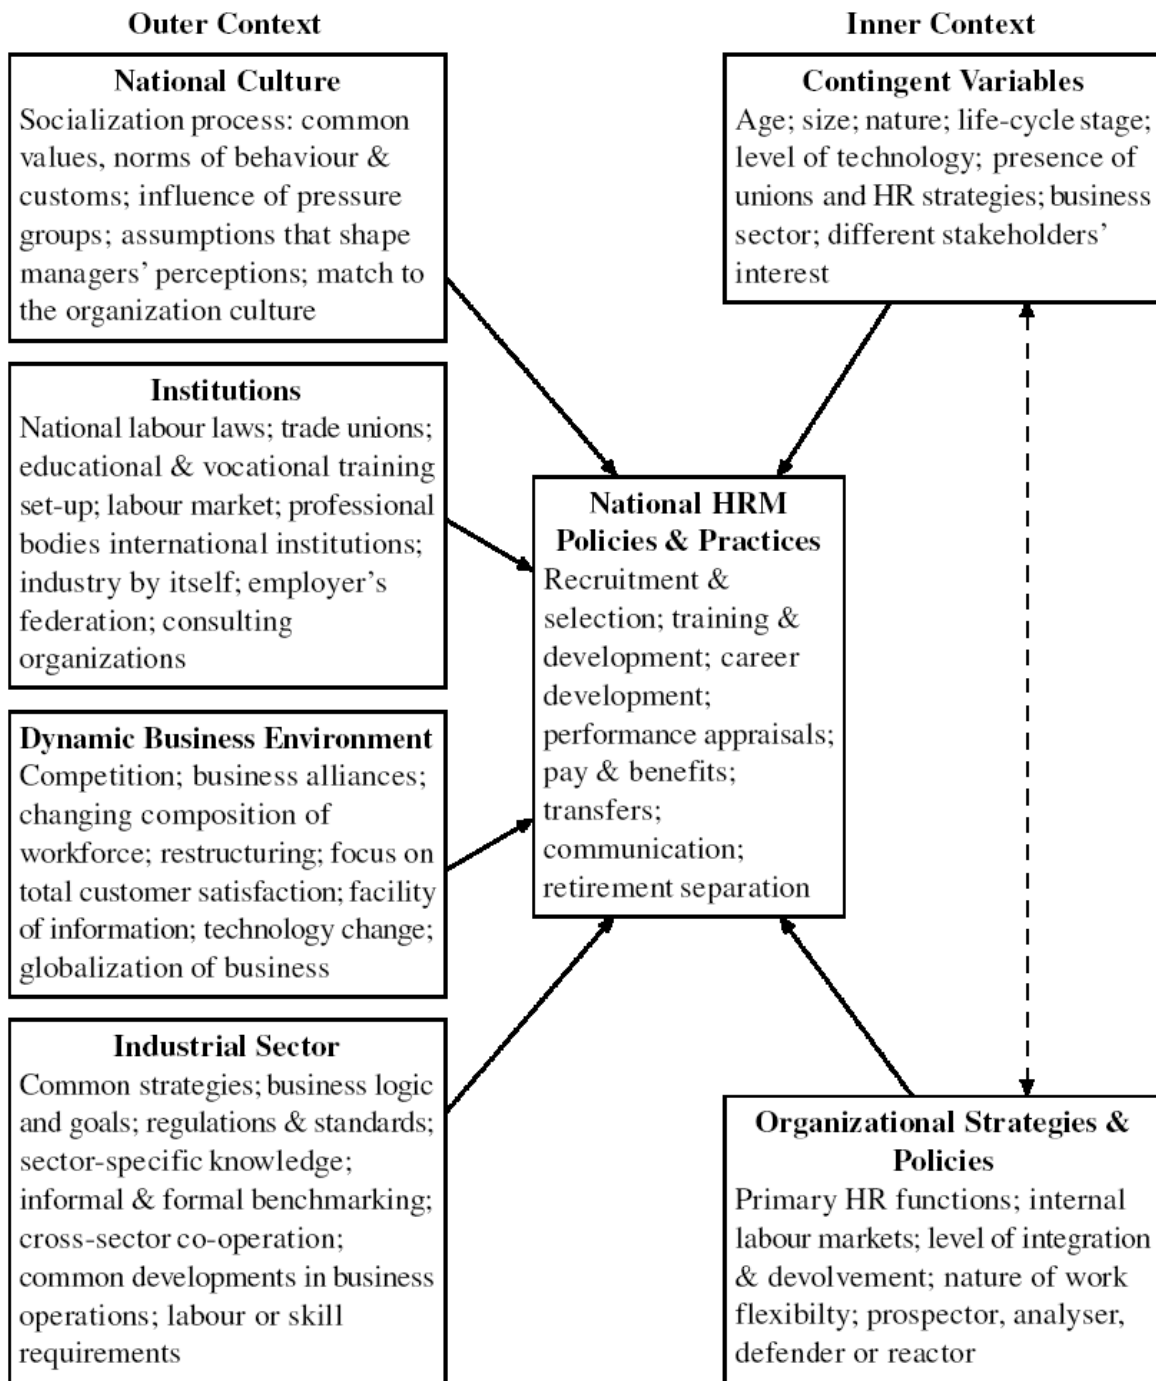 Outer Context
National Culture
Socialization process: common
values, norms of behaviour &
customs; influence of pressure
groups; assumptions that shape
managers' perceptions; match to
the organization culture
Institutions
National labour laws; trade unions;
educational & vocational training
set-up; labour market; professional
bodies international institutions;
industry by itself; employer's
federation; consulting
organizations
Dynamic Business Environment
Competition; business alliances;
changing composition of
workforce; restructuring; focus on
total customer satisfaction; facility
of information; technology change;
globalization of business
Industrial Sector
Common strategies; business logic
and goals; regulations & standards;
sector-specific knowledge;
informal & formal benchmarking;
cross-sector co-operation;
common developments in business
operations; labour or skill
requirements
National HRM
Policies & Practices
Recruitment &
selection; training &
development; career
development;
performance appraisals;
pay & benefits;
transfers;
communication;
retirement separation
Inner Context
Contingent Variables
Age; size; nature; life-cycle stage;
level of technology; presence of
unions and HR strategies; business
sector; different stakeholders'
interest
Organizational Strategies &
Policies
Primary HR functions; internal
labour markets; level of integration
& devolvement; nature of work
flexibilty; prospector, analyser,
defender or reactor